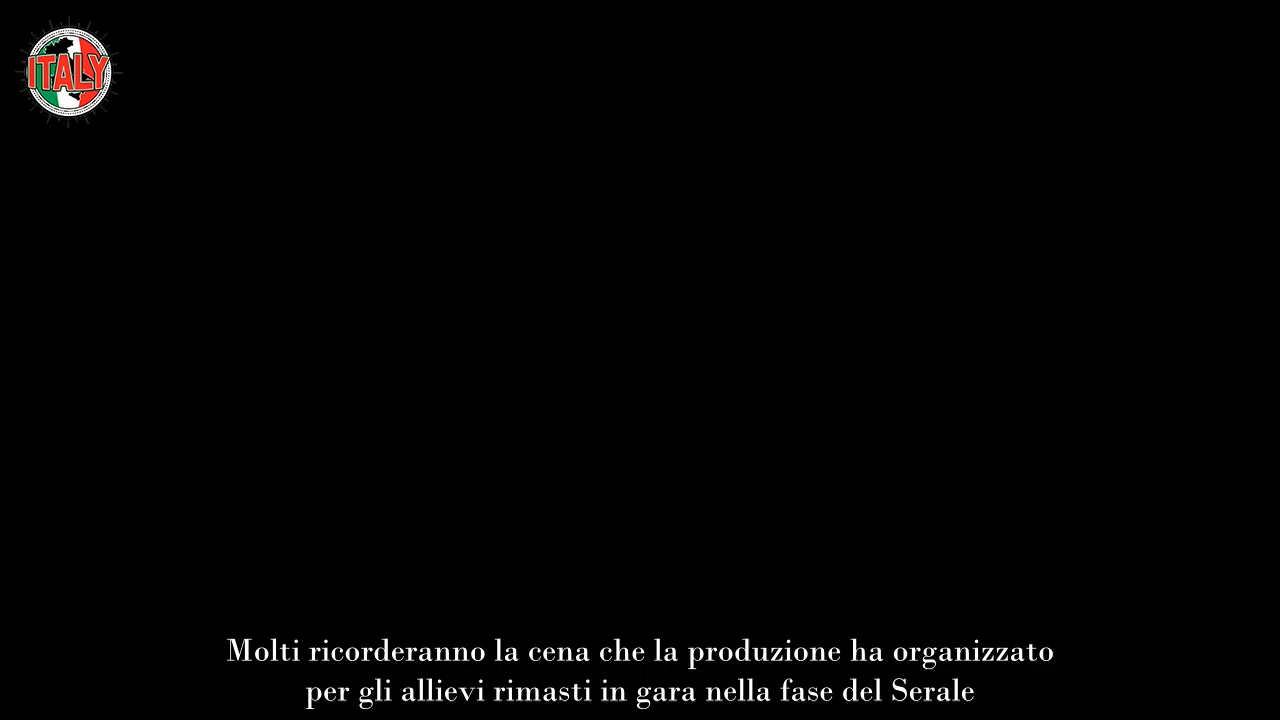 ITALY
Molti ricorderanno la cena che la produzione ha organizzato
per gli allievi rimasti in gara nella fase del Serale